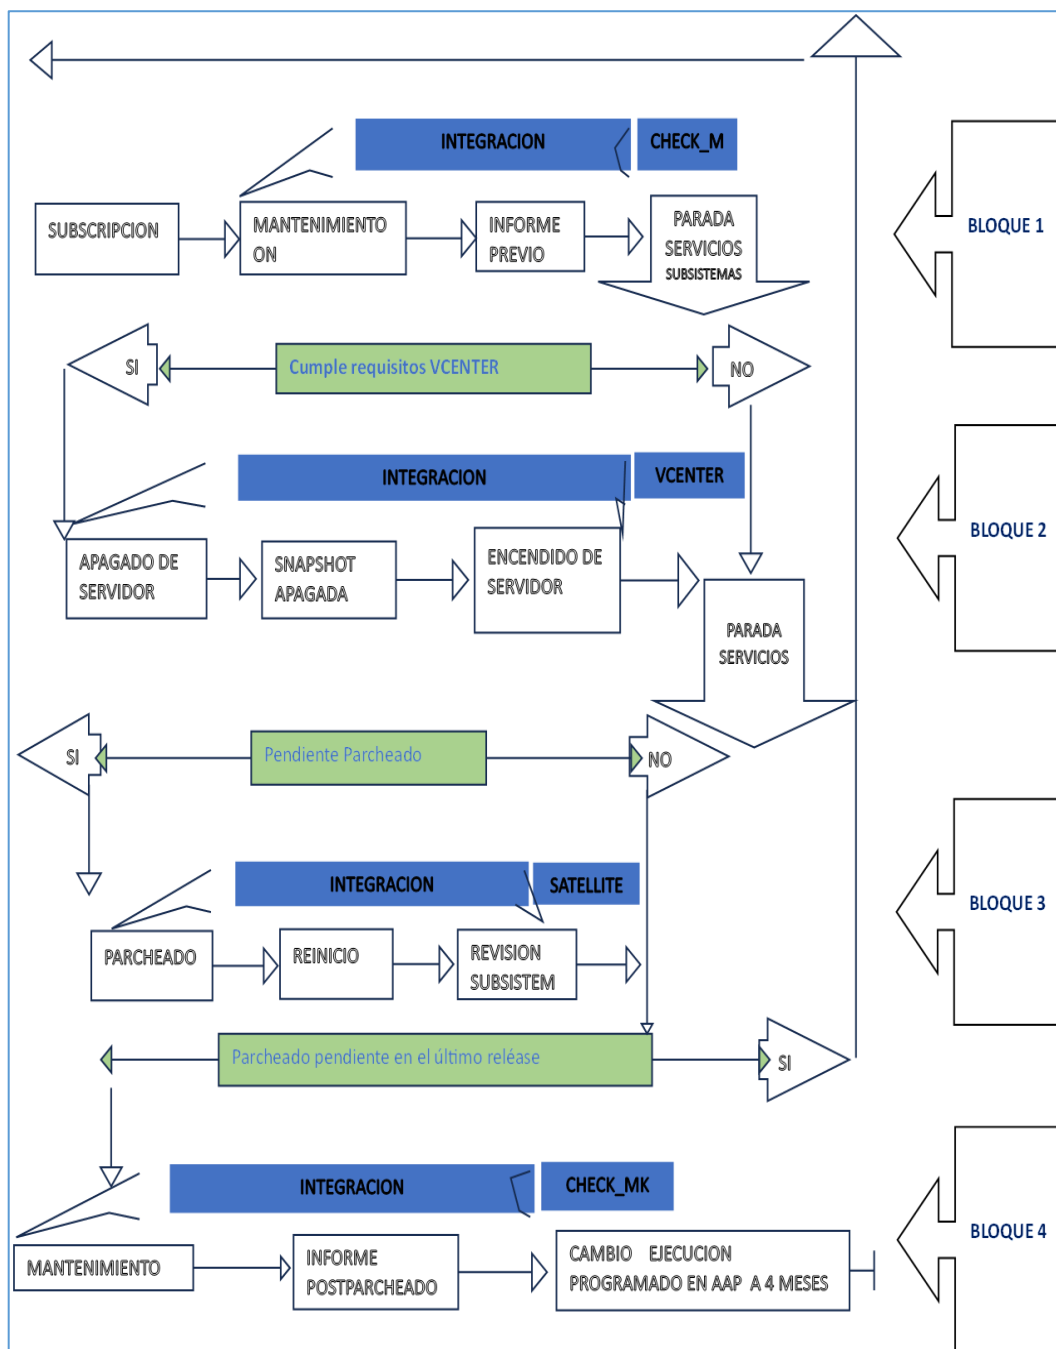 INTEGRACION CHECK_M
SUBSCRIPCION
MANTENIMIENTO
ON
INFORME
PREVIO
PARADA
SERVICIOS
SUBSISTEMAS
BLOQUE 1
SI
Cumple requisitos VCENTER
NO
INTEGRACION VCENTER
APAGADO DE
SERVIDOR
SNAPSHOT
APAGADA
ENCENDIDO DE
SERVIDOR
PARADA
SERVICIOS
BLOQUE 2
SI
Pendiente Parcheado
NO
INTEGRACION SATELLITE
PARCHEADO
REINICIO
REVISION
SUBSISTEM
BLOQUE 3
Parcheado pendiente en el último reléase
SI
INTEGRACION CHECK_MK
MANTENIMIENTO
INFORME
POSTPARCHEADO
CAMBIO EJECUCION
PROGRAMADO EN AAP A 4 MESES
BLOQUE 4